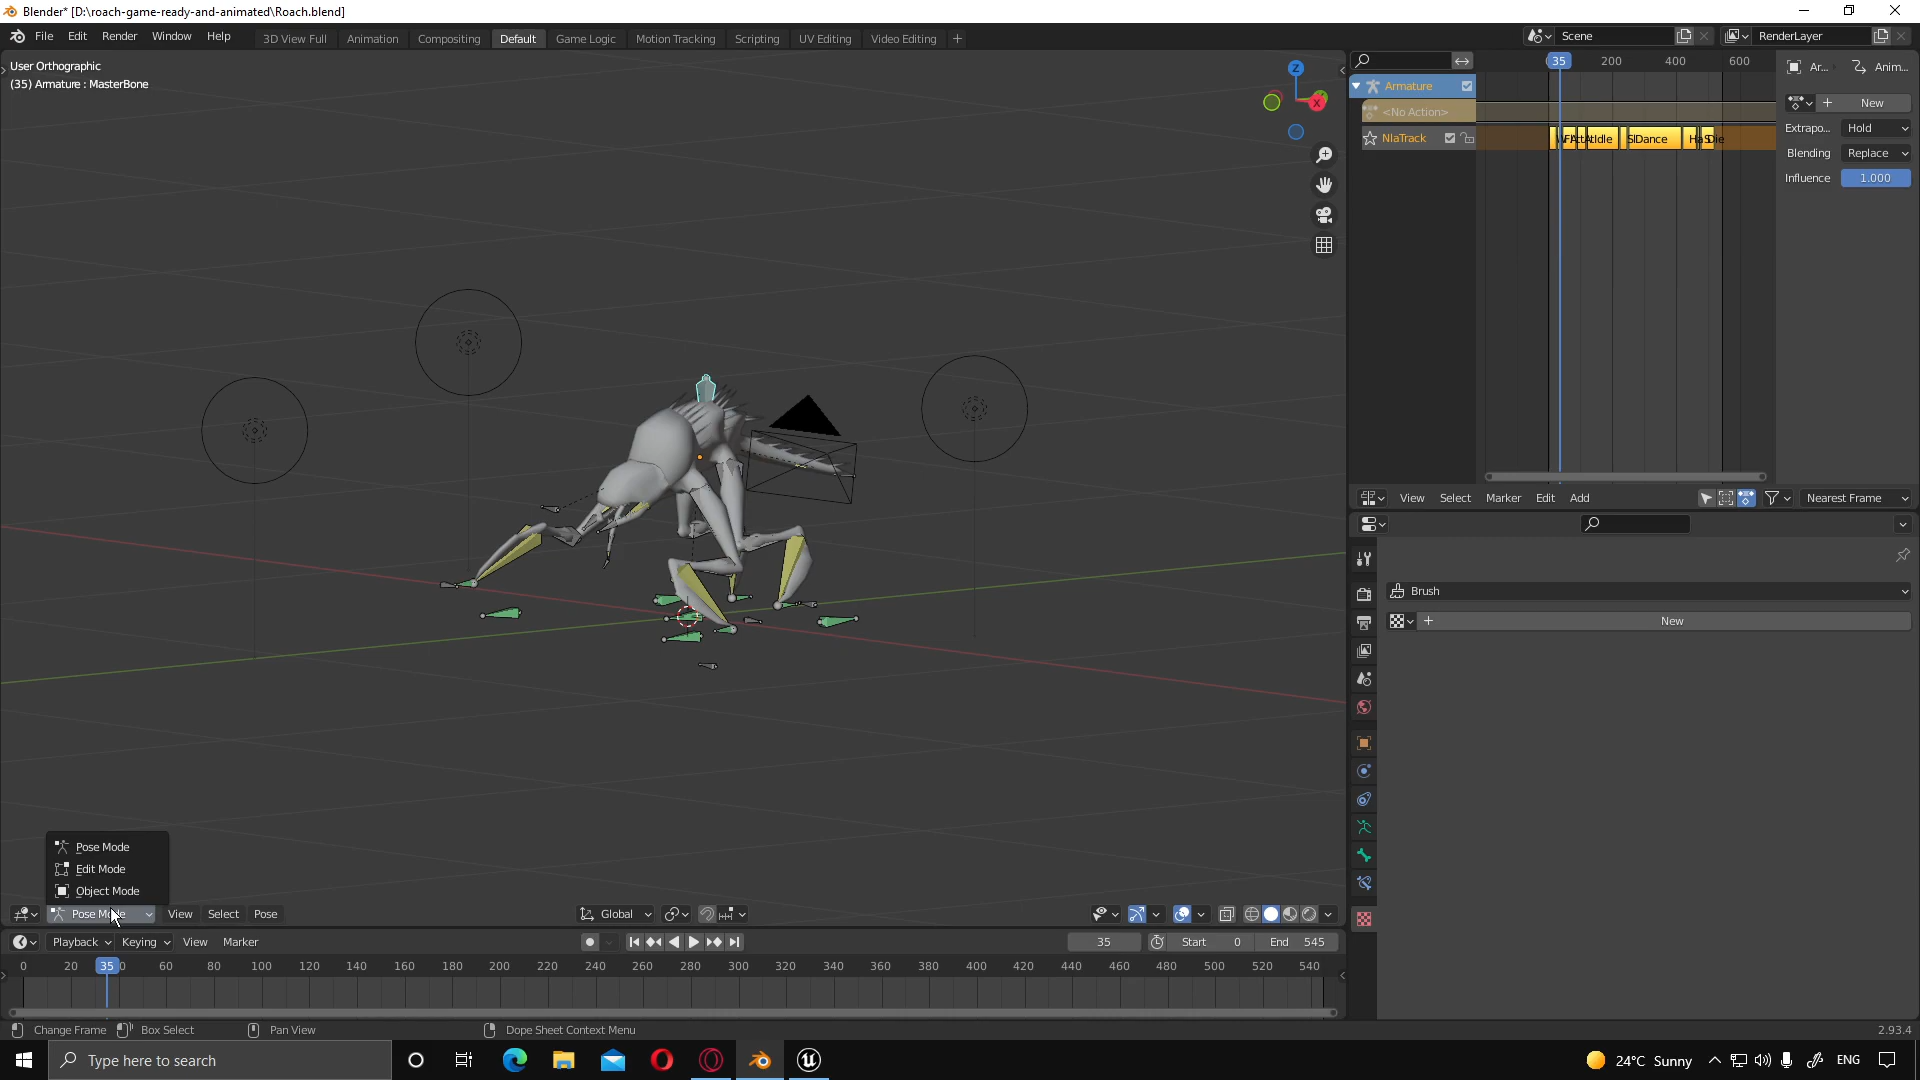 Blender* [D:\roach-game-ready-and-animated\Roach.blend]
File Edit Render Window Help
3D View Full Animation Compositing Default Game Logic Motion Tracking Scripting UV Editing Video Editing
Scene
RenderLayer
User Orthographic
(35) Armature : MasterBone
Z
X
35 200 400 600
Ar... Anim...
Armature
<No Action>
New
NlaTrack
Dance
Die
Extrapo... Hold
Blending Replace
Influence 1.000
View Select Marker Edit Add
Nearest Frame
Brush
New
Pose Mode
Edit Mode
Object Mode
Pose Mode View Select Pose
Global
Playback Keying View Marker
35 Start 0 End 545
0 20 35 60 80 100 120 140 160 180 200 220 240 260 280 300 320 340 360 380 400 420 440 460 480 500 520 540
Change Frame Box Select Pan View Dope Sheet Context Menu
2.93.4
Type here to search
24°C Sunny
ENG